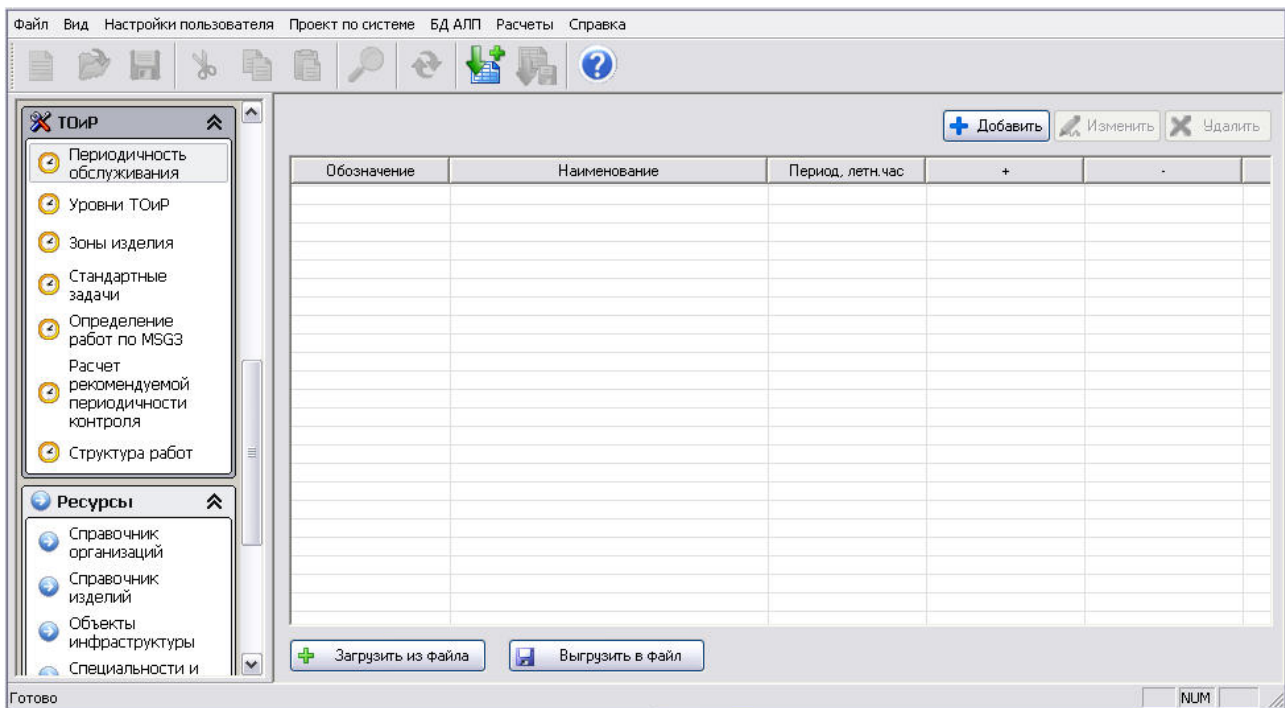 Файл Вид Настройки пользователя Проект по системе БД АЛП Расчеты Справка
ТОиР
Периодичность
обслуживания
Уровни ТОиР
Зоны изделия
Стандартные
задачи
Определение
работ по MSG3
Расчет
рекомендуемой
периодичности
контроля
Структура работ
Ресурсы
Справочник
организаций
Справочник
изделий
Объекты
инфраструктуры
Специальности и
Добавить Изменить Удалить
Обозначение Наименование Период, летн.час + -
Загрузить из файла Выгрузить в файл
Готово NUM